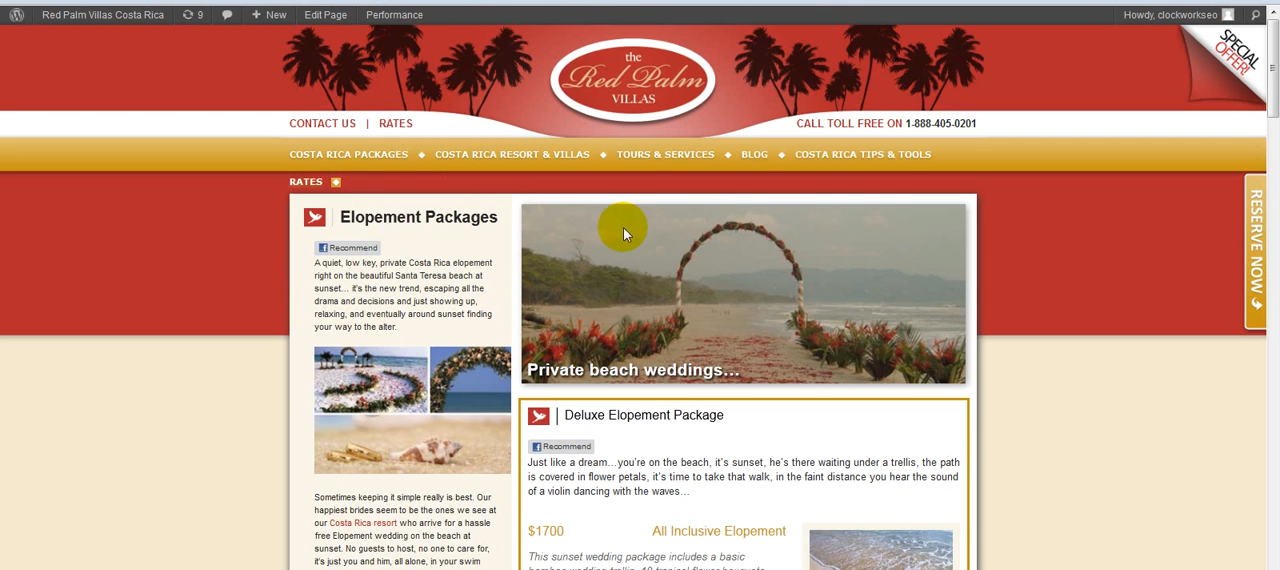 Red Palm Villas Costa Rica 9 + New Edit Page Performance Howdy, clockworkseo
SPECIAL
OFFER!
the
Red Palm
VILLAS
CONTACT US | RATES CALL TOLL FREE ON 1-888-405-0201
COSTA RICA PACKAGES COSTA RICA RESORT & VILLAS TOURS & SERVICES BLOG COSTA RICA TIPS & TOOLS
RATES
RESERVE NOW
Elopement Packages
Recommend
A quiet, low key, private Costa Rica elopement
right on the beautiful Santa Teresa beach at
sunset... it's the new trend, escaping all the
drama and decisions and just showing up,
relaxing, and eventually around sunset finding
your way to the alter.
Sometimes keeping it simple really is best. Our
happiest brides seem to be the ones we see at
our Costa Rica resort who arrive for a hassle
free Elopement wedding on the beach at
sunset. No guests to host, no one to care for,
it's just you and him, all alone, in your swim
Private beach weddings...
Deluxe Elopement Package
Recommend
Just like a dream…you're on the beach, it's sunset, he's there waiting under a trellis, the path
is covered in flower petals, it's time to take that walk, in the faint distance you hear the sound
of a violin dancing with the waves…
$1700 All Inclusive Elopement
This sunset wedding package includes a basic
bamboo wedding trellis, 10 tropical flower bouquets